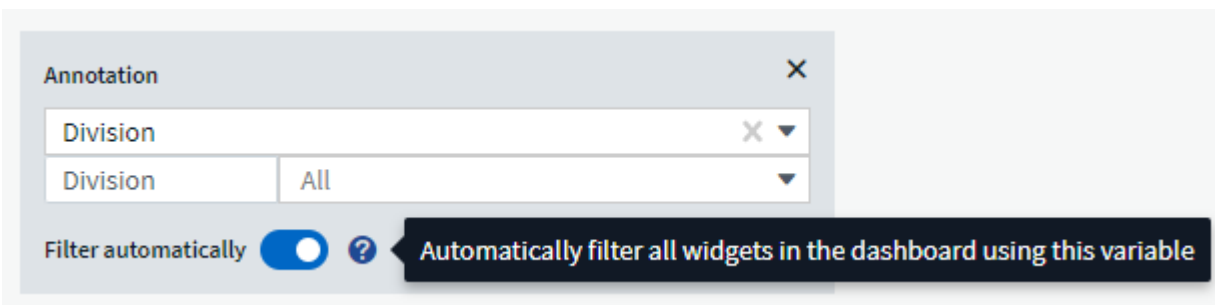 Annotation
Division
Division All
Filter automatically ? Automatically filter all widgets in the dashboard using this variable